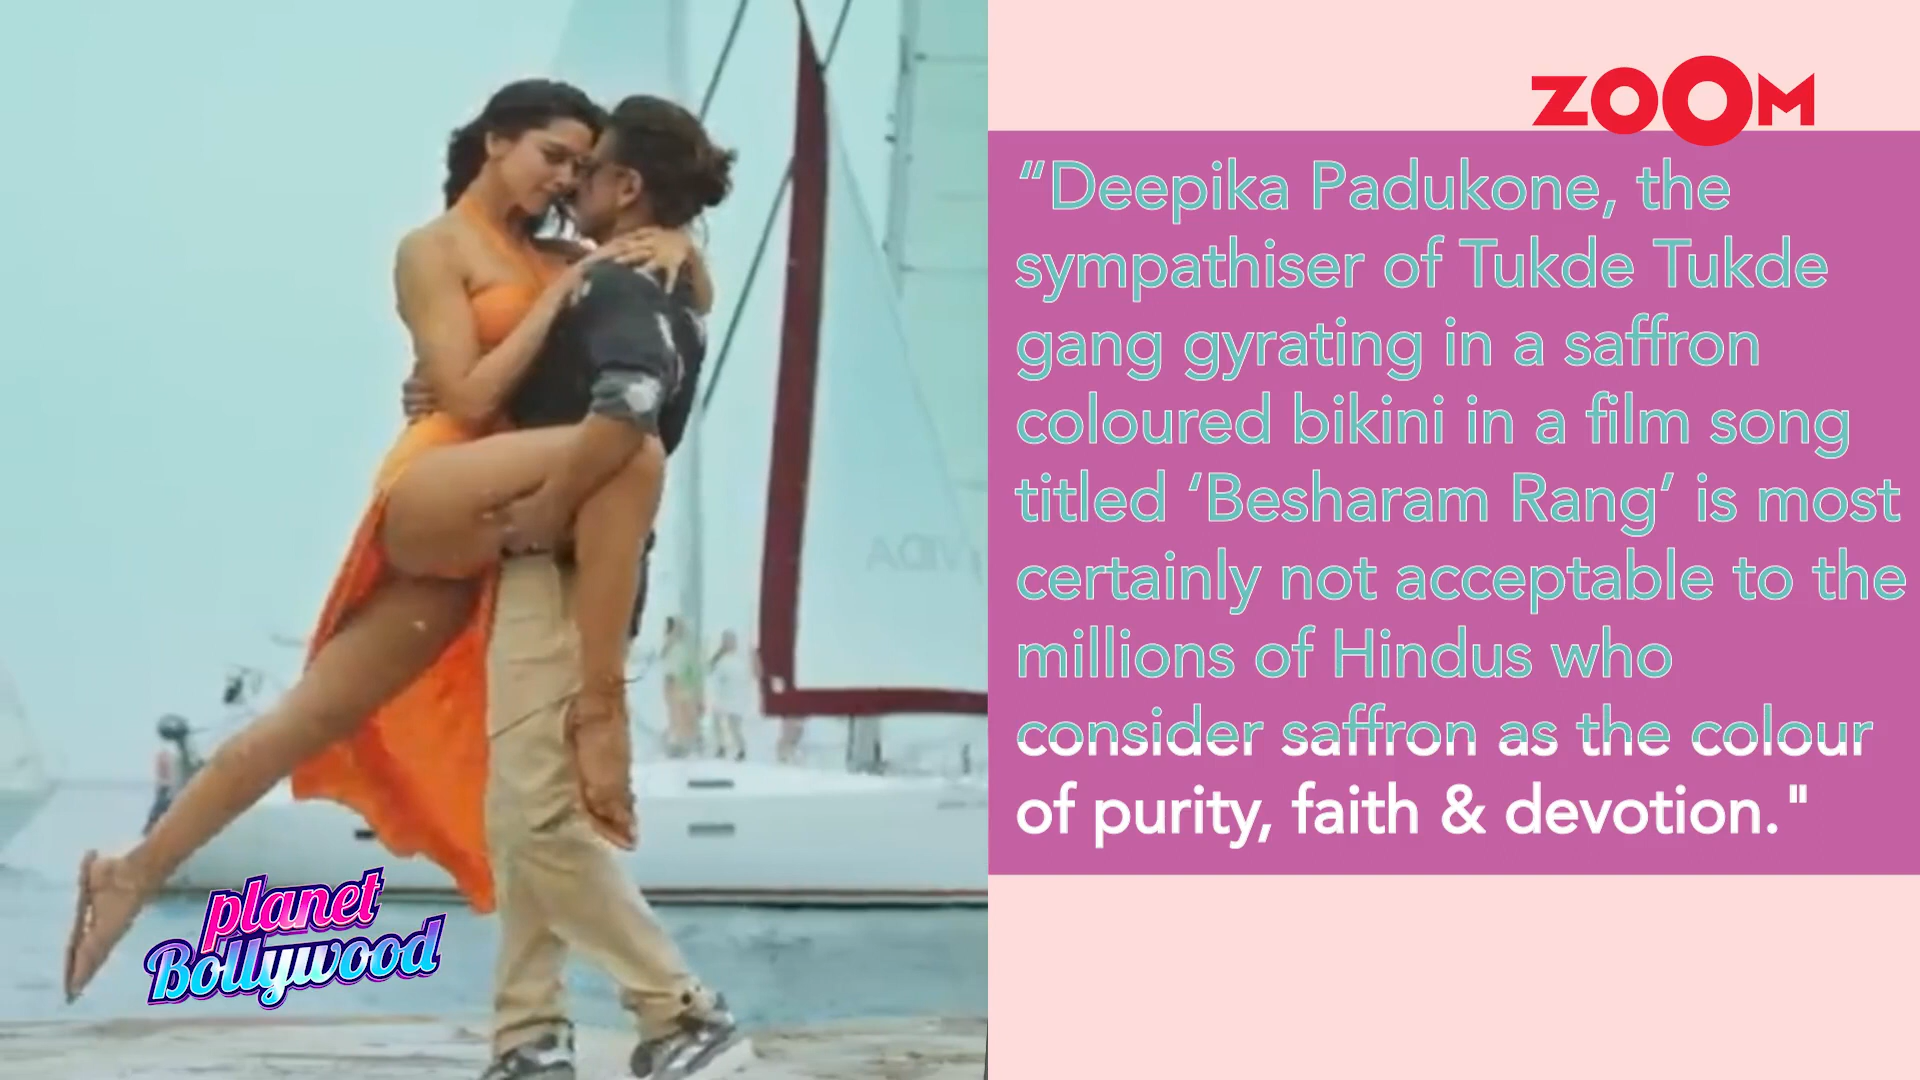 ZOOM
“Deepika Padukone, the
sympathiser of Tukde Tukde
gang gyrating in a saffron
coloured bikini in a film song
titled ‘Besharam Rang’ is most
certainly not acceptable to the
millions of Hindus who
consider saffron as the colour
of purity, faith & devotion."
planet
Bollywood